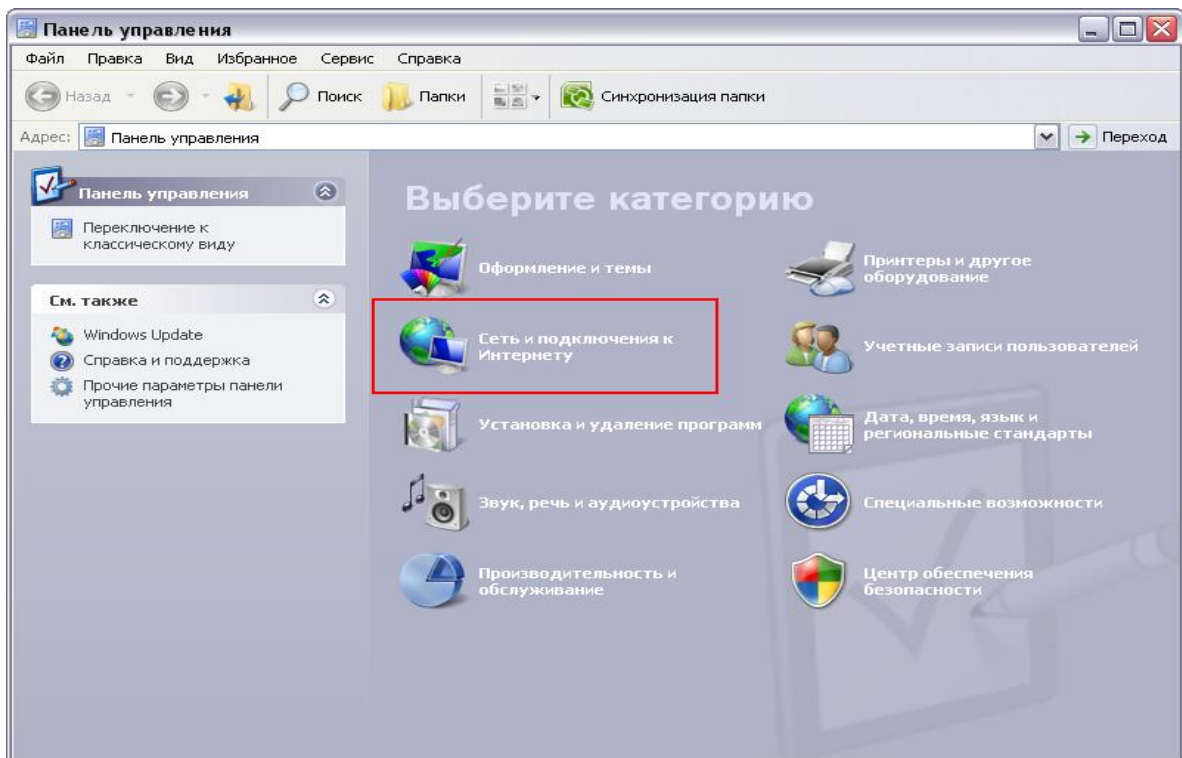 Панель управления
Файл Правка Вид Избранное Сервис Справка
Назад Поиск Папки Синхронизация папки
Адрес: Панель управления Переход
Панель управления
Переключение к
классическому виду
См. также
Windows Update
Справка и поддержка
Прочие параметры панели
управления
Выберите категорию
Оформление и темы
Принтеры и другое
оборудование
Сеть и подключения к
Интернету
Учетные записи пользователей
Установка и удаление программ
Дата, время, язык и
региональные стандарты
Звук, речь и аудиоустройства
Специальные возможности
Производительность и
обслуживание
Центр обеспечения
безопасности